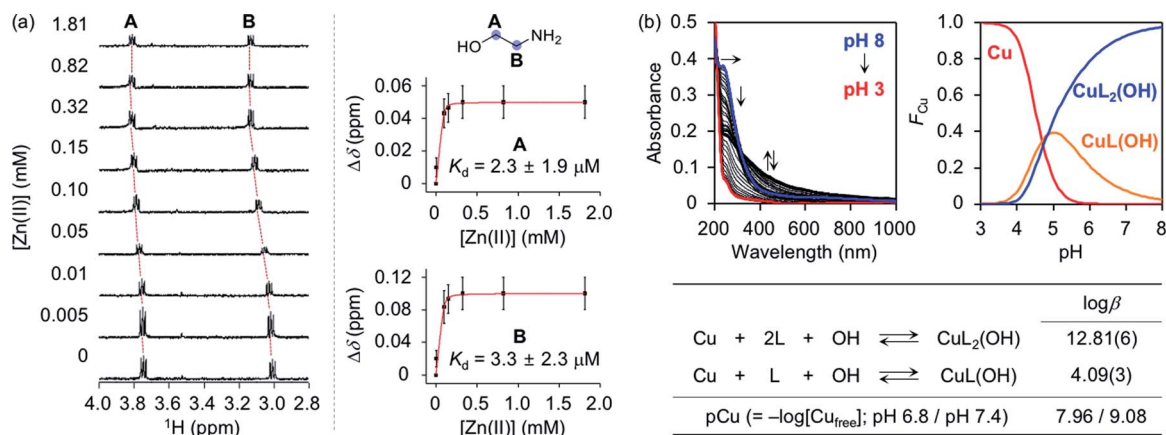 (a)
A
B
1.81
0.82
0.32
0.15
0.10
0.05
0.01
0.005
0
[Zn(II)] (mM)
4.0 3.8 3.6 3.4 3.2 3.0 2.8
¹H (ppm)
A
HO NH₂
B
0.06
0.04
0.02
0
Δδ (ppm)
A
Kd = 2.3 ± 1.9 μM
0 0.5 1.0 1.5 2.0
[Zn(II)] (mM)
0.12
0.08
0.04
0
Δδ (ppm)
B
Kd = 3.3 ± 2.3 μM
0 0.5 1.0 1.5 2.0
[Zn(II)] (mM)
(b)
0.5
0.4
0.3
0.2
0.1
0
Absorbance
pH 8
pH 3
200 400 600 800 1000
Wavelength (nm)
1.0
0.8
0.6
0.4
0.2
0
FCu
Cu
CuL₂(OH)
CuL(OH)
3 4 5 6 7 8
pH
logβ
Cu + 2L + OH ⇌ CuL₂(OH) 12.81(6)
Cu + L + OH ⇌ CuL(OH) 4.09(3)
pCu (= –log[Cufree]; pH 6.8 / pH 7.4) 7.96 / 9.08